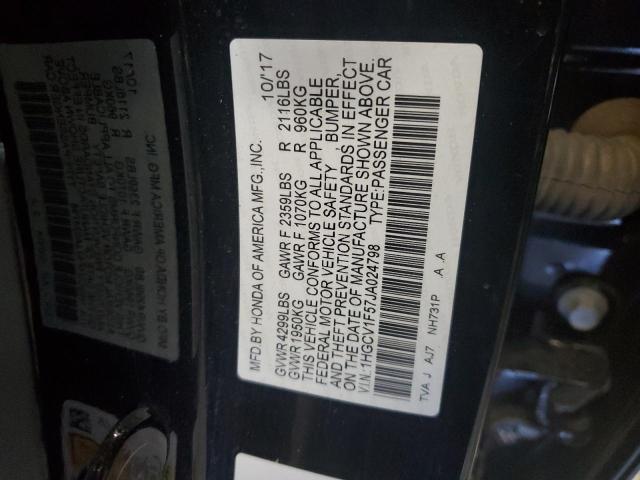 MFD.BY HONDA OF AMERICA MFG.,INC. 10/'17
GVWR 4299LBS GAWR F 2359LBS R 2116LBS
GVWR 1950KG GAWR F 1070KG R 960KG
THIS VEHICLE CONFORMS TO ALL APPLICABLE
FEDERAL MOTOR VEHICLE SAFETY , BUMPER,
AND THEFT PREVENTION STANDARDS IN EFFECT
ON THE DATE OF MANUFACTURE SHOWN ABOVE.
V.I.N.:1HGCV1F57JA024798 TYPE:PASSENGER CAR
TVA J AJ7 NH731P A .A